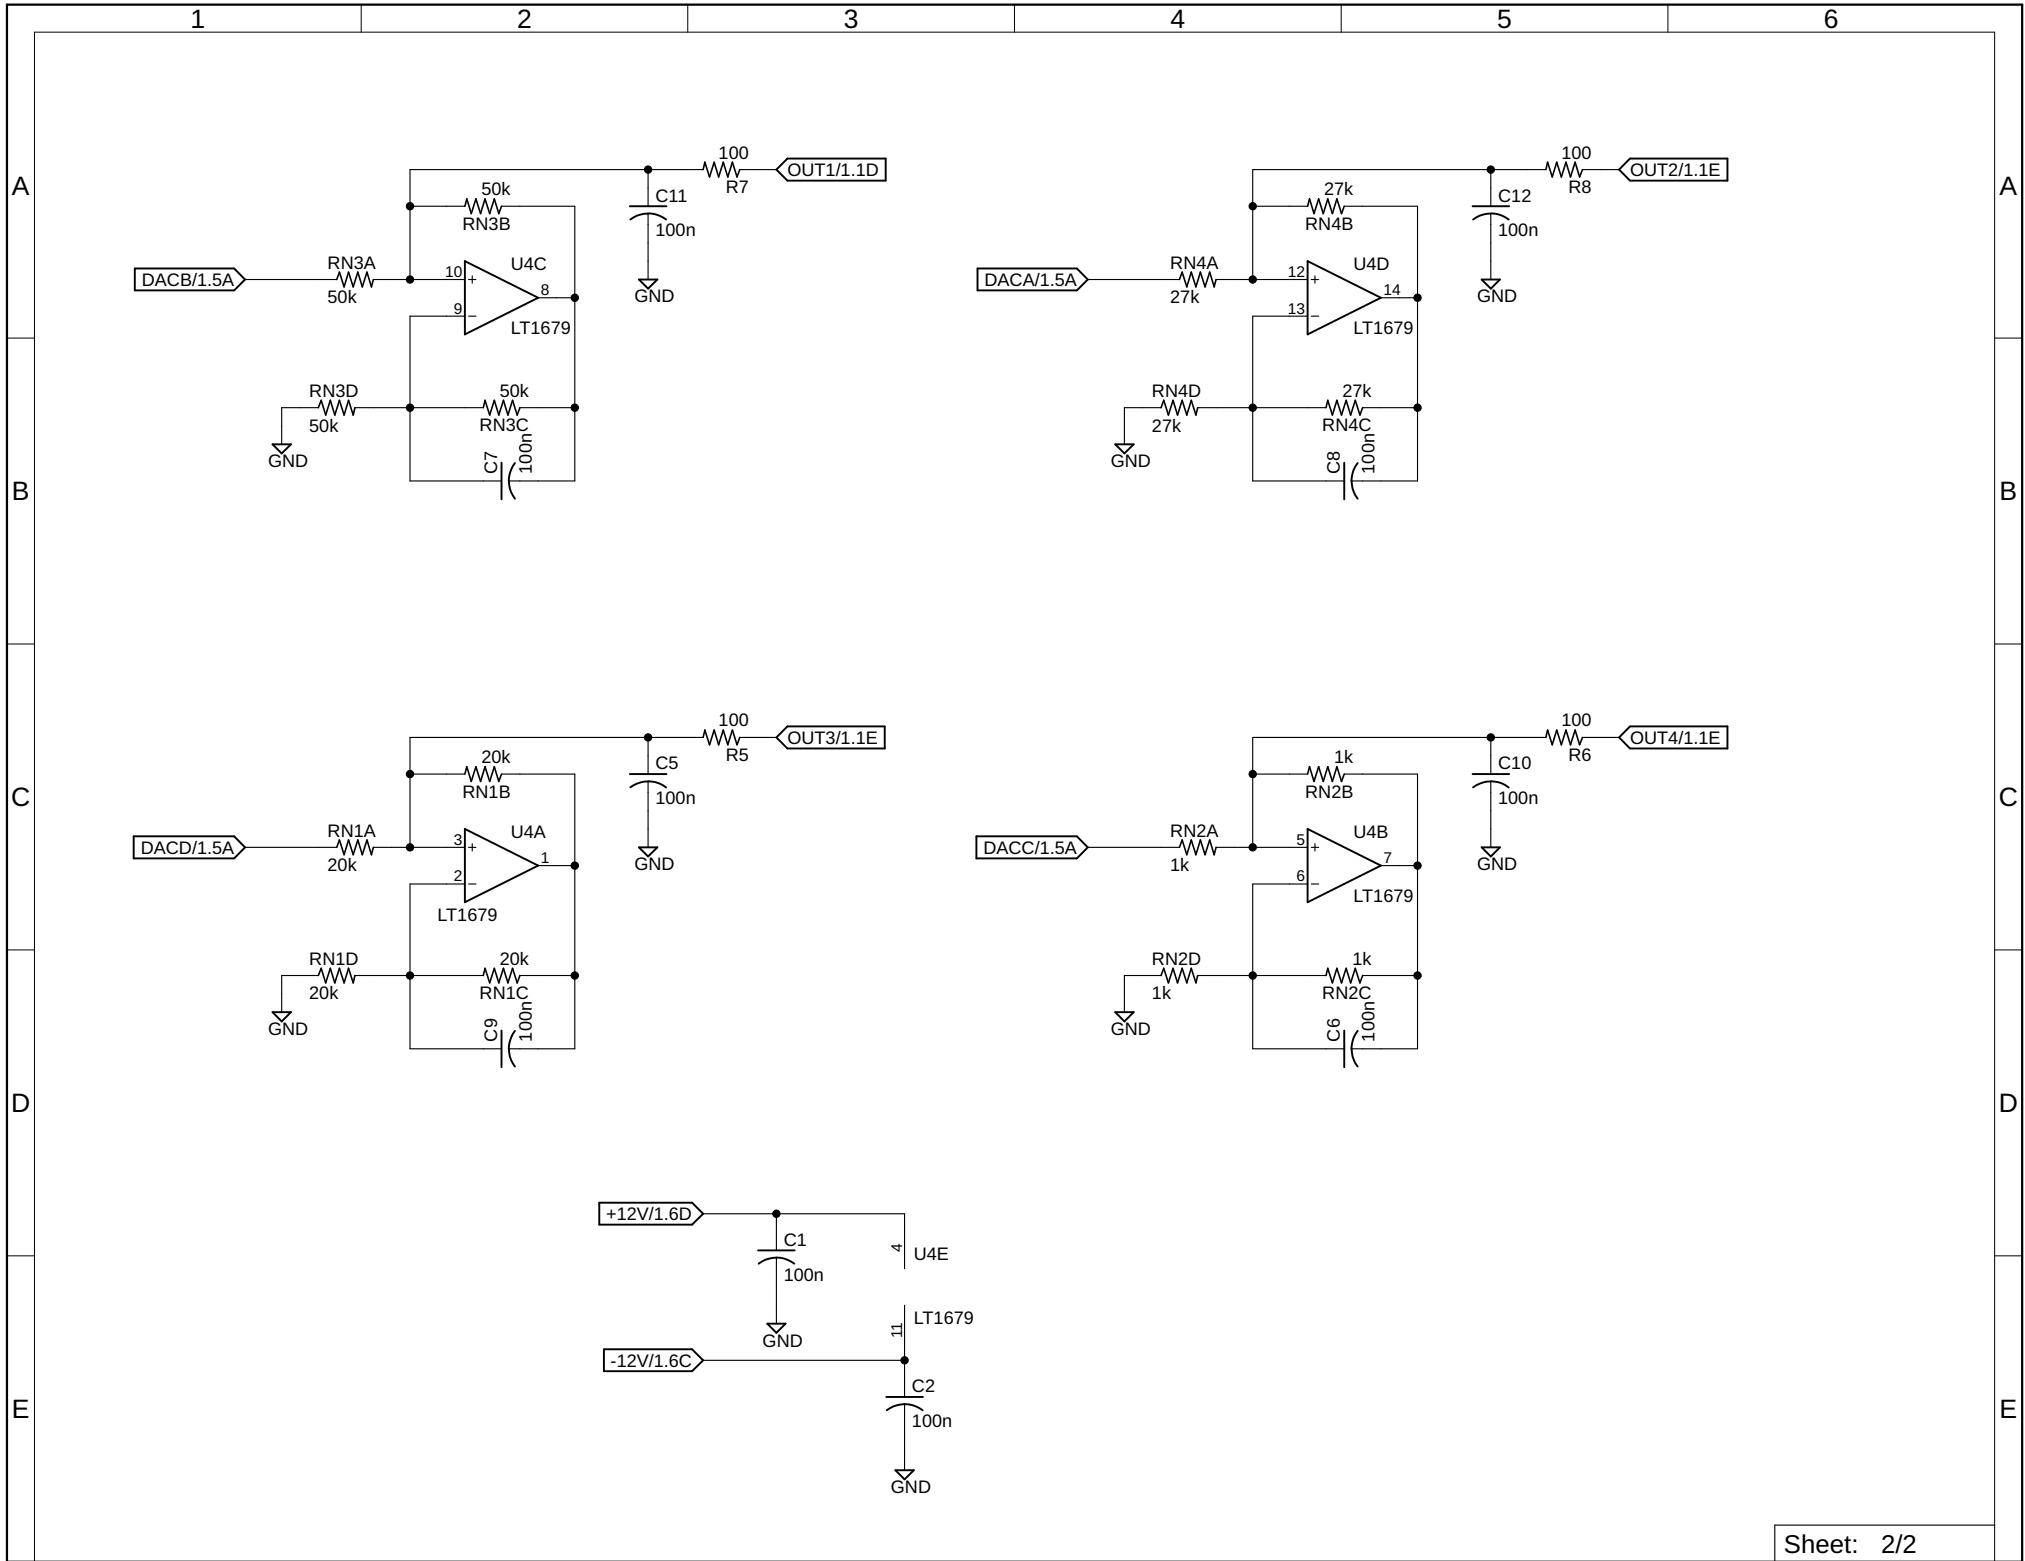 1 2 3 4 5 6
A A
100
OUT1/1.1D
R7
50k
RN3B
C11
100n
GND
DACB/1.5A
RN3A
50k
10
+
9
−
U4C
8
LT1679
RN3D
50k
GND
50k
RN3C
C7
100n
100
OUT2/1.1E
R8
27k
RN4B
C12
100n
GND
DACA/1.5A
RN4A
27k
12
+
13
−
U4D
14
LT1679
RN4D
27k
GND
27k
RN4C
C8
100n
B B
100
OUT3/1.1E
R5
20k
RN1B
C5
100n
GND
C C
DACD/1.5A
RN1A
20k
3
+
2
−
U4A
1
LT1679
RN1D
20k
GND
20k
RN1C
C9
100n
100
OUT4/1.1E
R6
1k
RN2B
C10
100n
GND
DACC/1.5A
RN2A
1k
5
+
6
−
U4B
7
LT1679
RN2D
1k
GND
1k
RN2C
C6
100n
D D
+12V/1.6D
C1
100n
GND
4
U4E
LT1679
11
-12V/1.6C
C2
100n
GND
E E
Sheet: 2/2